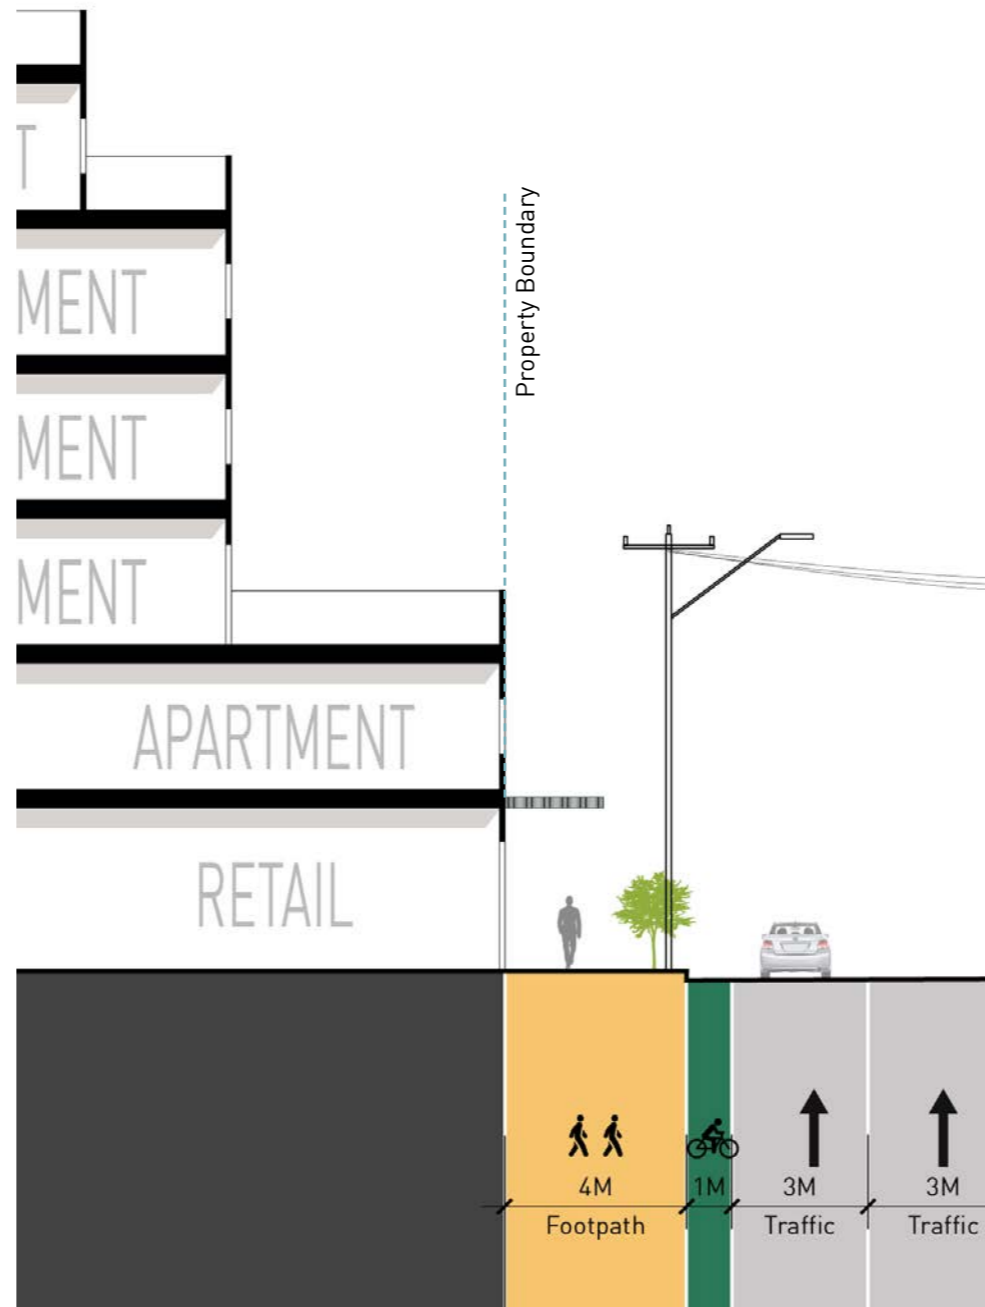 T
MENT
MENT
MENT
APARTMENT
RETAIL
Property Boundary
4M
1M
3M
3M
Footpath
Traffic
Traffic